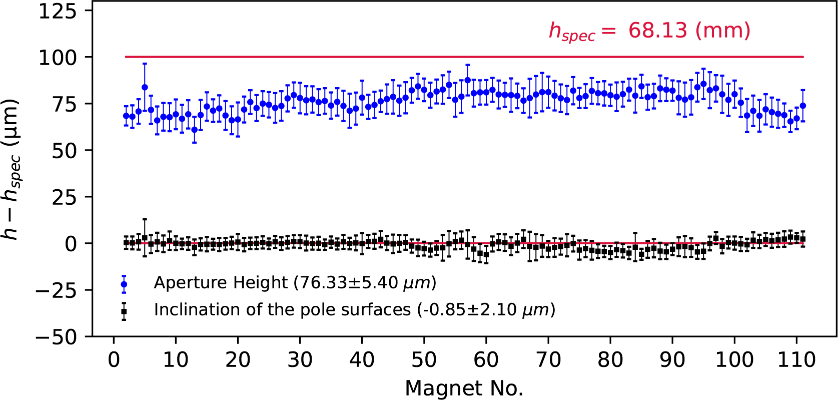 125
100
75
50
25
0
−25
−50
h − h_spec (μm)
h_spec = 68.13 (mm)
Aperture Height (76.33±5.40 μm)
Inclination of the pole surfaces (-0.85±2.10 μm)
0 10 20 30 40 50 60 70 80 90 100 110
Magnet No.